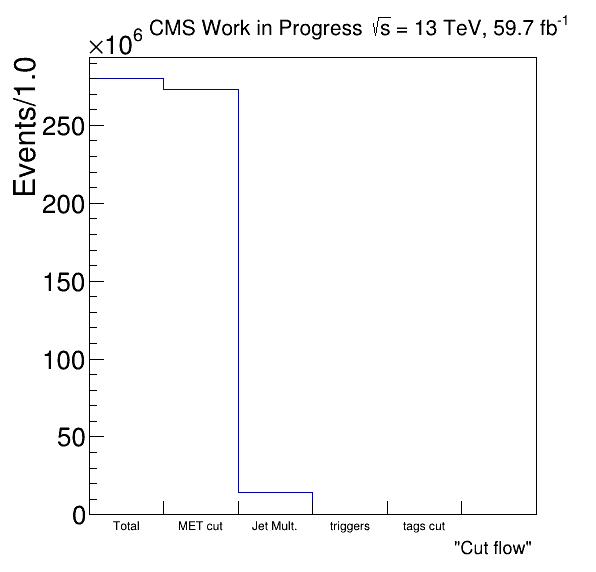 ×10⁶ CMS Work in Progress √s = 13 TeV, 59.7 fb⁻¹
Events/1.0
250
200
150
100
50
0
Total MET cut Jet Mult. triggers tags cut
"Cut flow"